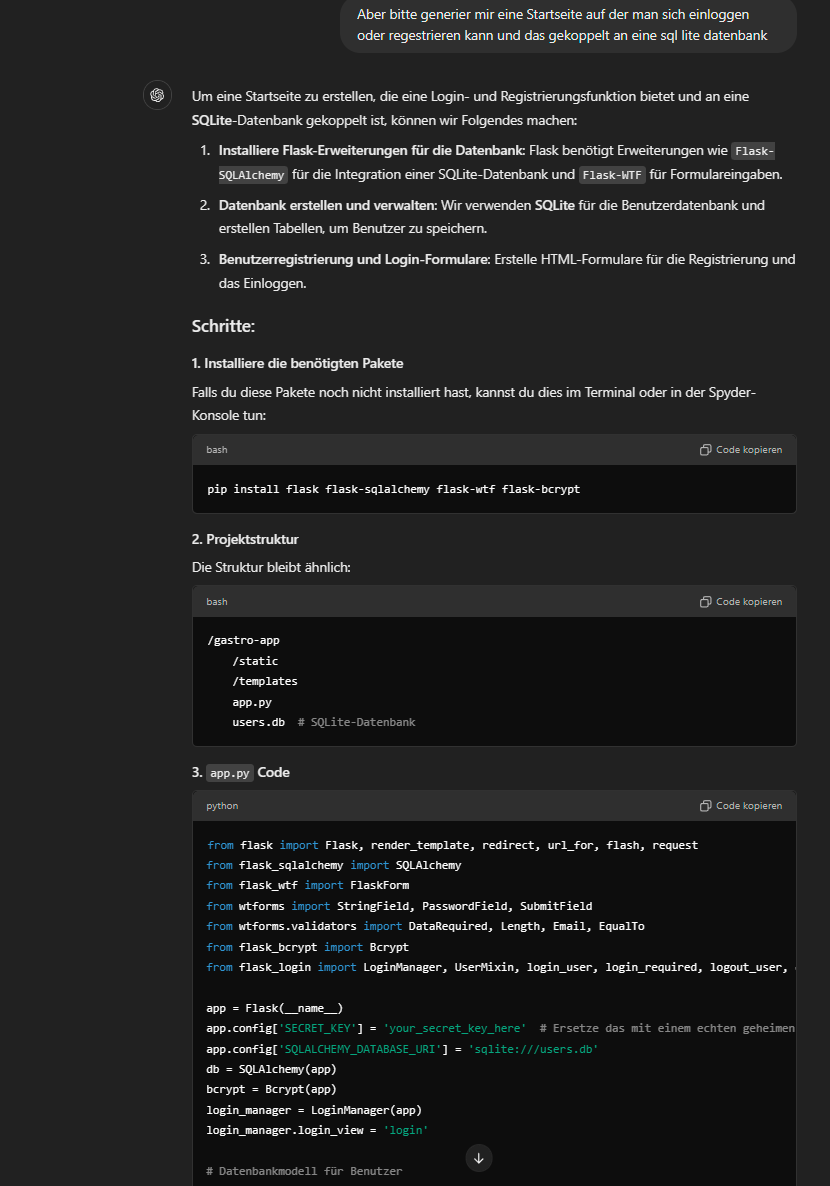 Aber bitte generier mir eine Startseite auf der man sich einloggen
oder regestrieren kann und das gekoppelt an eine sql lite datenbank
Um eine Startseite zu erstellen, die eine Login- und Registrierungsfunktion bietet und an eine
SQLite-Datenbank gekoppelt ist, können wir Folgendes machen:
1. Installiere Flask-Erweiterungen für die Datenbank: Flask benötigt Erweiterungen wie Flask-
SQLAlchemy für die Integration einer SQLite-Datenbank und Flask-WTF für Formulareingaben.
2. Datenbank erstellen und verwalten: Wir verwenden SQLite für die Benutzerdatenbank und
erstellen Tabellen, um Benutzer zu speichern.
3. Benutzerregistrierung und Login-Formulare: Erstelle HTML-Formulare für die Registrierung und
das Einloggen.
Schritte:
1. Installiere die benötigten Pakete
Falls du diese Pakete noch nicht installiert hast, kannst du dies im Terminal oder in der Spyder-
Konsole tun:
bash Code kopieren
pip install flask flask-sqlalchemy flask-wtf flask-bcrypt
2. Projektstruktur
Die Struktur bleibt ähnlich:
bash Code kopieren
/gastro-app
/static
/templates
app.py
users.db # SQLite-Datenbank
3. app.py Code
python Code kopieren
from flask import Flask, render_template, redirect, url_for, flash, request
from flask_sqlalchemy import SQLAlchemy
from flask_wtf import FlaskForm
from wtforms import StringField, PasswordField, SubmitField
from wtforms.validators import DataRequired, Length, Email, EqualTo
from flask_bcrypt import Bcrypt
from flask_login import LoginManager, UserMixin, login_user, login_required, logout_user,
app = Flask(__name__)
app.config['SECRET_KEY'] = 'your_secret_key_here' # Ersetze das mit einem echten geheimen
app.config['SQLALCHEMY_DATABASE_URI'] = 'sqlite:///users.db'
db = SQLAlchemy(app)
bcrypt = Bcrypt(app)
login_manager = LoginManager(app)
login_manager.login_view = 'login'
# Datenbankmodell für Benutzer